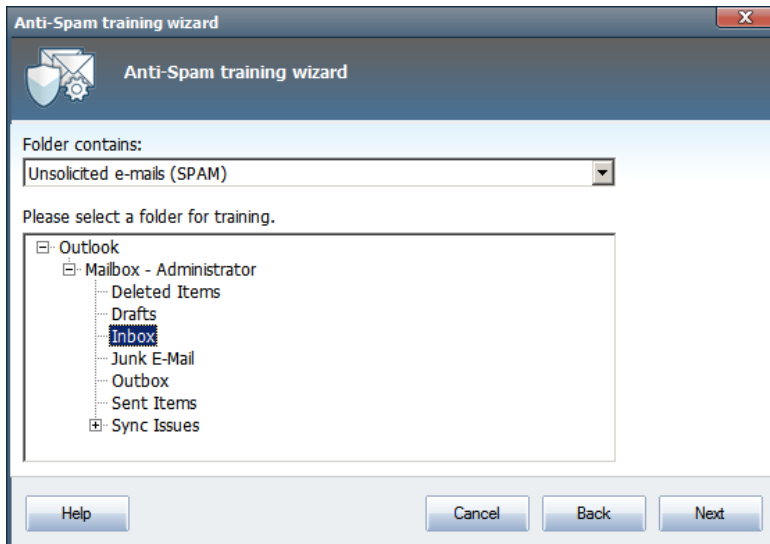 Anti-Spam training wizard
Anti-Spam training wizard
Folder contains:
Unsolicited e-mails (SPAM)
Please select a folder for training.
Outlook
Mailbox - Administrator
Deleted Items
Drafts
Inbox
Junk E-Mail
Outbox
Sent Items
Sync Issues
Help Cancel Back Next